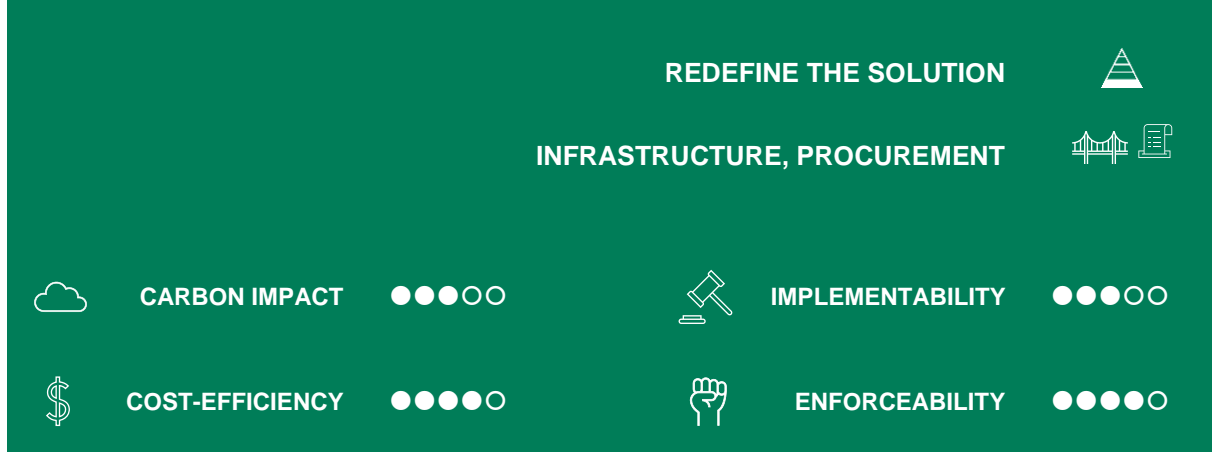 REDEFINE THE SOLUTION
INFRASTRUCTURE, PROCUREMENT
CARBON IMPACT
IMPLEMENTABILITY
COST-EFFICIENCY
ENFORCEABILITY